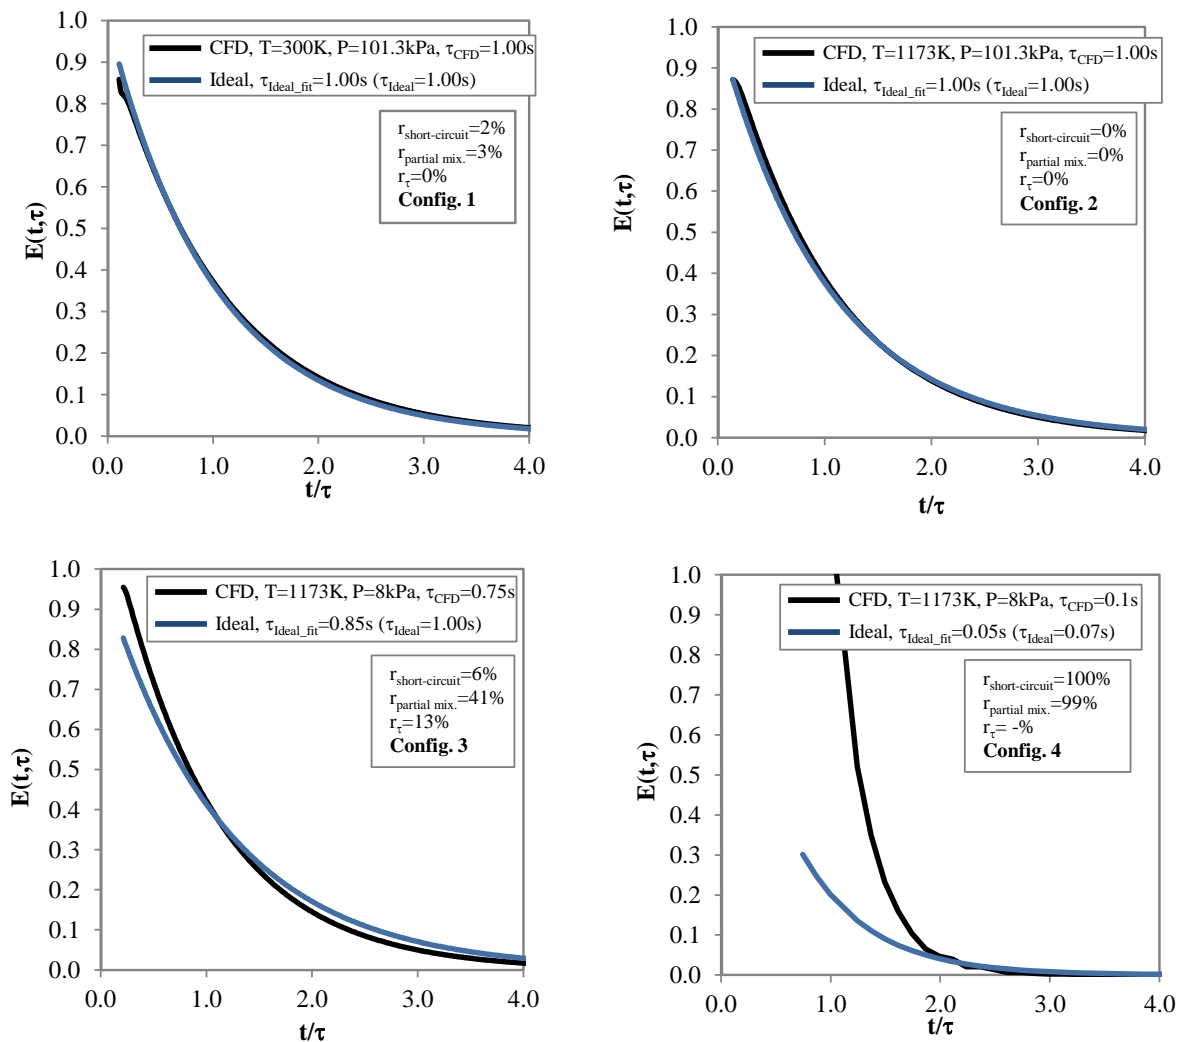 1.0
0.9
0.8
0.7
0.6
0.5
0.4
0.3
0.2
0.1
0.0
E(t,τ)
CFD, T=300K, P=101.3kPa, τCFD=1.00s
Ideal, τIdeal_fit=1.00s (τIdeal=1.00s)
rshort-circuit=2%
rpartial mix.=3%
rτ=0%
Config. 1
0.0 1.0 2.0 3.0 4.0
t/τ
1.0
0.9
0.8
0.7
0.6
0.5
0.4
0.3
0.2
0.1
0.0
E(t,τ)
CFD, T=1173K, P=101.3kPa, τCFD=1.00s
Ideal, τIdeal_fit=1.00s (τIdeal=1.00s)
rshort-circuit=0%
rpartial mix.=0%
rτ=0%
Config. 2
0.0 1.0 2.0 3.0 4.0
t/τ
1.0
0.9
0.8
0.7
0.6
0.5
0.4
0.3
0.2
0.1
0.0
E(t,τ)
CFD, T=1173K, P=8kPa, τCFD=0.75s
Ideal, τIdeal_fit=0.85s (τIdeal=1.00s)
rshort-circuit=6%
rpartial mix.=41%
rτ=13%
Config. 3
0.0 1.0 2.0 3.0 4.0
t/τ
1.0
0.9
0.8
0.7
0.6
0.5
0.4
0.3
0.2
0.1
0.0
E(t,τ)
CFD, T=1173K, P=8kPa, τCFD=0.1s
Ideal, τIdeal_fit=0.05s (τIdeal=0.07s)
rshort-circuit=100%
rpartial mix.=99%
rτ= -%
Config. 4
0.0 1.0 2.0 3.0 4.0
t/τ